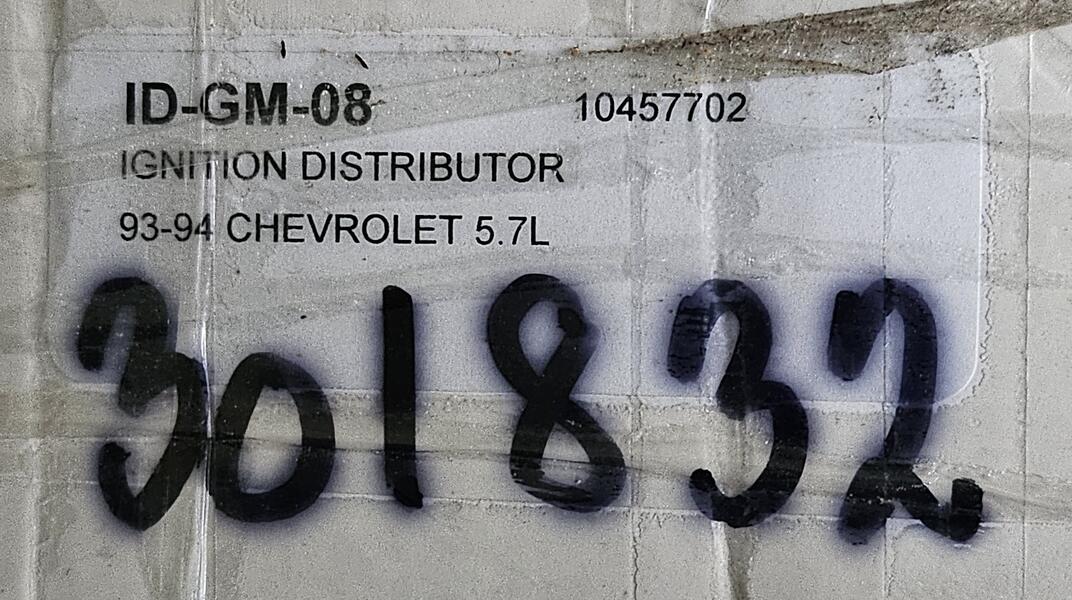 ID-GM-08 10457702
IGNITION DISTRIBUTOR
93-94 CHEVROLET 5.7L
301832